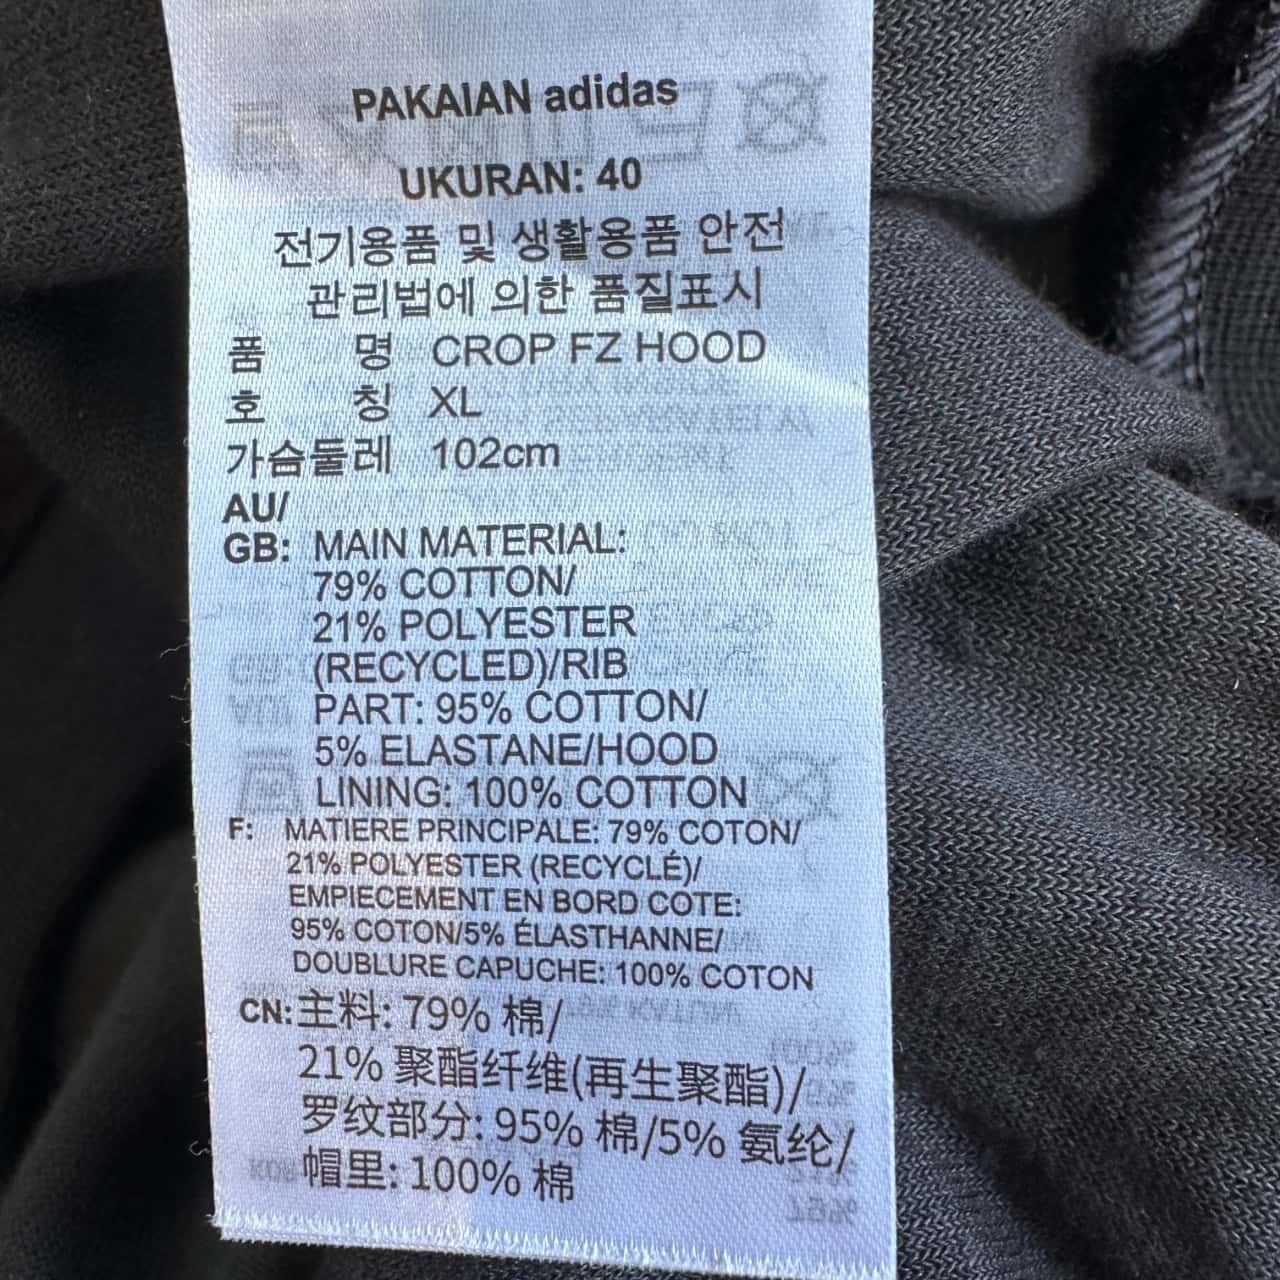 PAKAIAN adidas
UKURAN: 40
전기용품 및 생활용품 안전
관리법에 의한 품질표시
품 명 CROP FZ HOOD
호 칭 XL
가슴둘레 102cm
AU/
GB: MAIN MATERIAL:
79% COTTON/
21% POLYESTER
(RECYCLED)/RIB
PART: 95% COTTON/
5% ELASTANE/HOOD
LINING: 100% COTTON
F: MATIERE PRINCIPALE: 79% COTON/
21% POLYESTER (RECYCLÉ)/
EMPIECEMENT EN BORD COTE:
95% COTON/5% ÉLASTHANNE/
DOUBLURE CAPUCHE: 100% COTON
CN: 主料: 79% 棉/
21% 聚酯纤维(再生聚酯)/
罗纹部分: 95% 棉/5% 氨纶/
帽里: 100% 棉